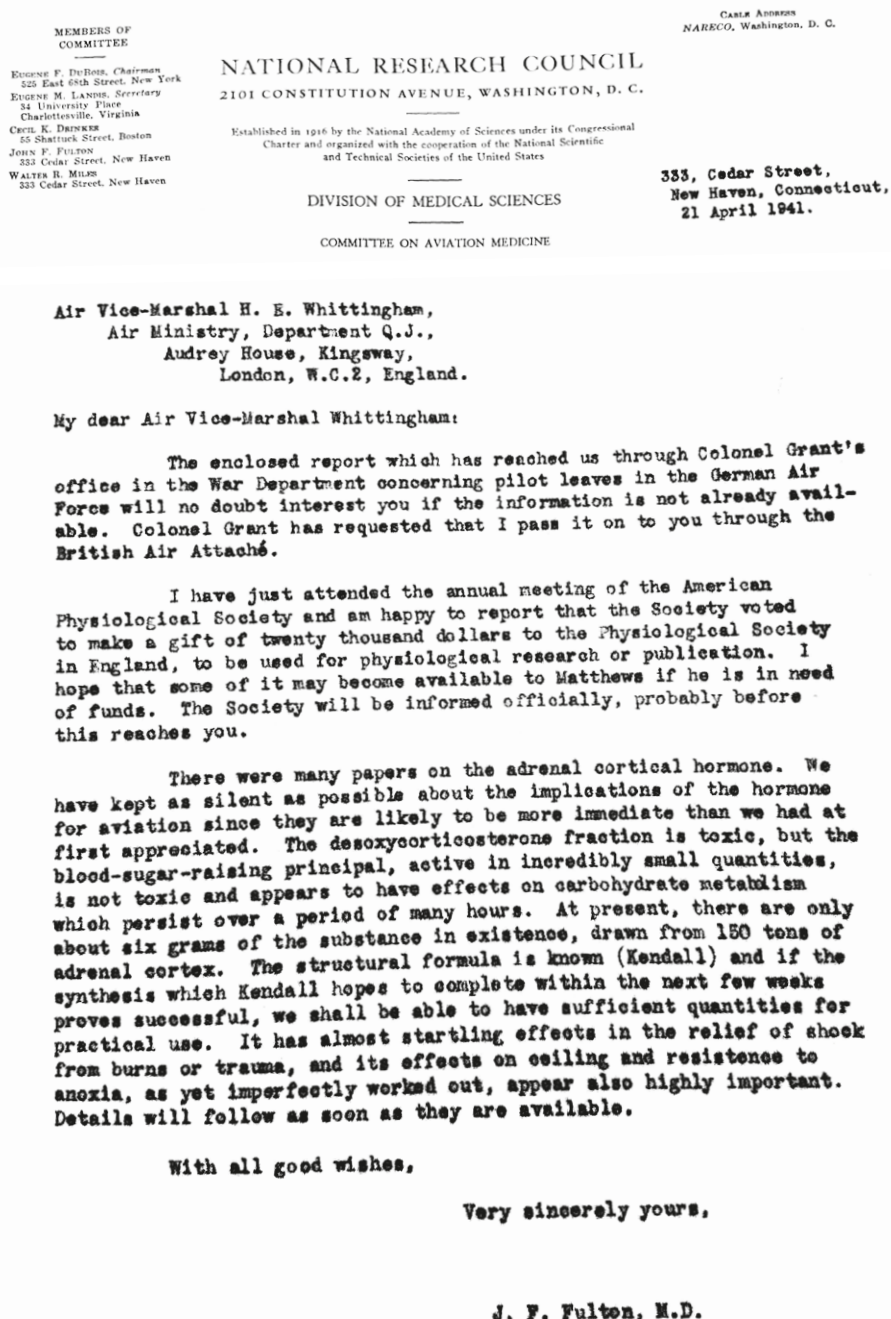 MEMBERS OF
COMMITTEE
EUGENE F. DUBOIS, Chairman
525 East 68th Street, New York
EUGENE M. LANDIS, Secretary
34 University Place
Charlottesville, Virginia
CECIL K. DRINKER
55 Shattuck Street, Boston
JOHN F. FULTON
333 Cedar Street, New Haven
WALTER R. MILES
333 Cedar Street, New Haven
CABLE ADDRESS
NARECO, Washington, D. C.
NATIONAL RESEARCH COUNCIL
2101 CONSTITUTION AVENUE, WASHINGTON, D. C.
Established in 1916 by the National Academy of Sciences under its Congressional
Charter and organized with the cooperation of the National Scientific
and Technical Societies of the United States
DIVISION OF MEDICAL SCIENCES
COMMITTEE ON AVIATION MEDICINE
333, Cedar Street,
New Haven, Connecticut,
21 April 1941.
Air Vice-Marshal H. E. Whittingham,
Air Ministry, Department Q.J.,
Audrey House, Kingsway,
London, W.C.2, England.
My dear Air Vice-Marshal Whittingham:
The enclosed report which has reached us through Colonel Grant's
office in the War Department concerning pilot leaves in the German Air
Force will no doubt interest you if the information is not already avail-
able. Colonel Grant has requested that I pass it on to you through the
British Air Attaché.
I have just attended the annual meeting of the American
Physiological Society and am happy to report that the Society voted
to make a gift of twenty thousand dollars to the Physiological Society
in England, to be used for physiological research or publication. I
hope that some of it may become available to Matthews if he is in need
of funds. The Society will be informed officially, probably before
this reaches you.
There were many papers on the adrenal cortical hormone. We
have kept as silent as possible about the implications of the hormone
for aviation since they are likely to be more immediate than we had at
first appreciated. The desoxycorticosterone fraction is toxic, but the
blood-sugar-raising principal, active in incredibly small quantities,
is not toxic and appears to have effects on carbohydrate metablism
which persist over a period of many hours. At present, there are only
about six grams of the substance in existence, drawn from 150 tons of
adrenal cortex. The structural formula is known (Kendall) and if the
synthesis which Kendall hopes to complete within the next few weeks
proves successful, we shall be able to have sufficient quantities for
practical use. It has almost startling effects in the relief of shock
from burns or trauma, and its effects on ceiling and resistence to
anoxia, as yet imperfectly worked out, appear also highly important.
Details will follow as soon as they are available.
With all good wishes,
Very sincerely yours,
J. F. Fulton, M.D.